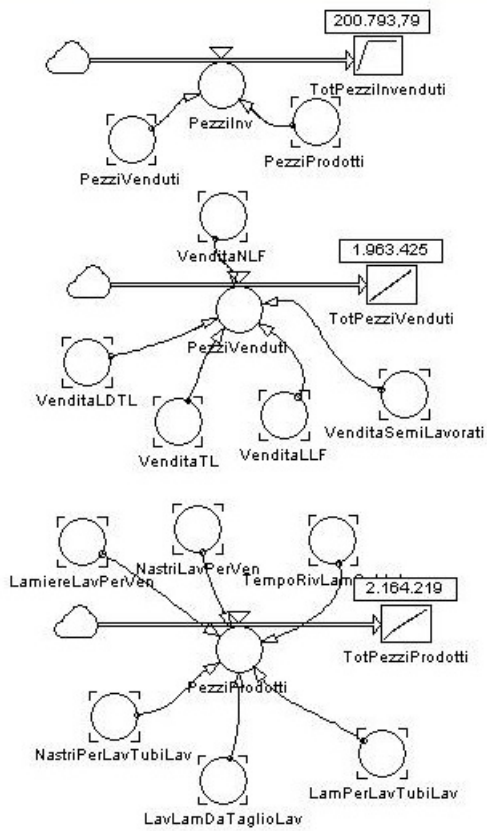 200.793,79
TotPezziInvenduti
PezziInv
PezziVenduti
PezziProdotti
VenditaNLF
1.963.425
TotPezziVenduti
PezziVenduti
VenditaLDTL
VenditaTL
VenditaLLF
VenditaSemiLavorati
LamiereLavPerVen
NastriLavPerVen
2.164.219
TotPezziProdotti
PezziProdotti
NastriPerLavTubiLav
LavLamDaTaglioLav
LamPerLavTubiLav